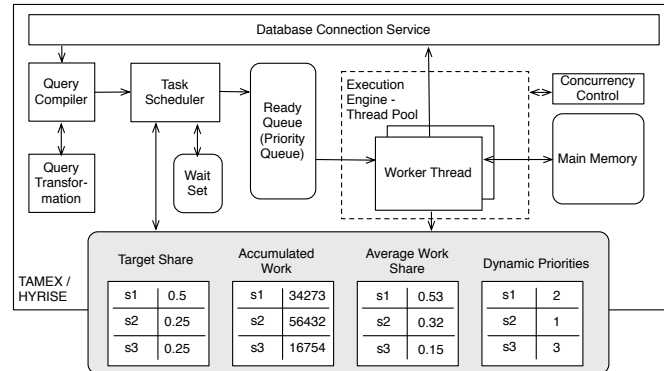 Database Connection Service
Query
Compiler
Task
Scheduler
Ready
Queue
(Priority
Queue)
Execution
Engine -
Thread Pool
Concurrency
Control
Worker Thread
Main Memory
Query
Transfor-
mation
Wait
Set
TAMEX /
HYRISE
Target Share
s1 0.5
s2 0.25
s3 0.25
Accumulated
Work
s1 34273
s2 56432
s3 16754
Average Work
Share
s1 0.53
s2 0.32
s3 0.15
Dynamic Priorities
s1 2
s2 1
s3 3